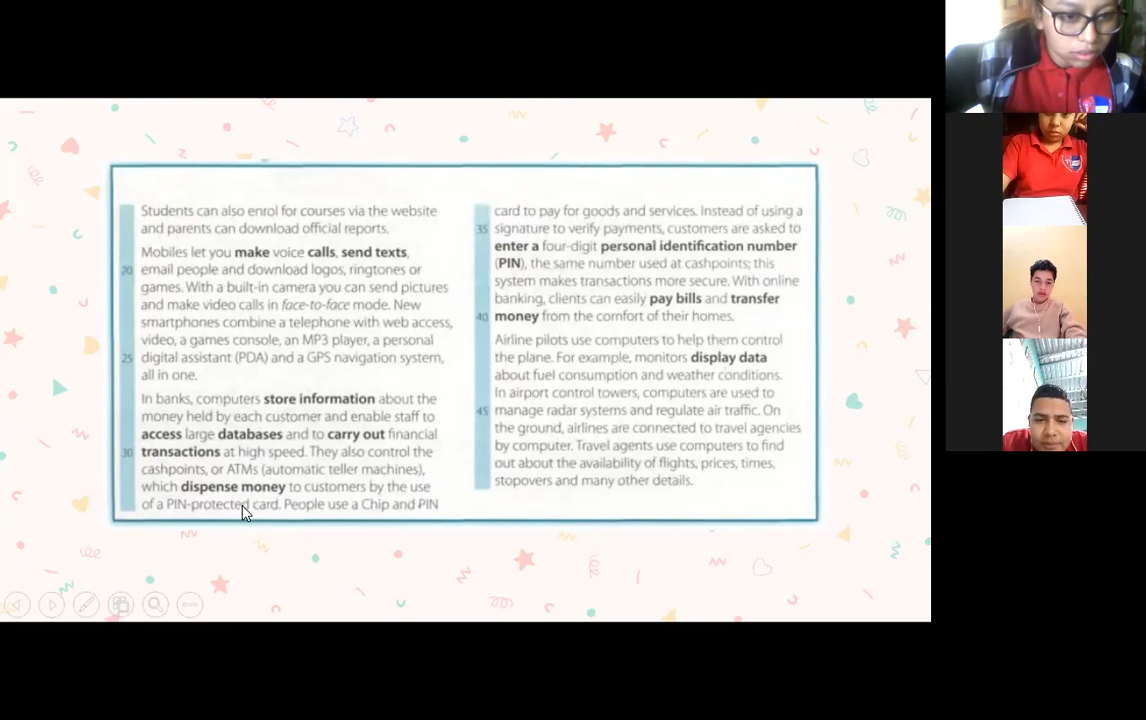 Students can also enrol for courses via the website
and parents can download official reports.
Mobiles let you make voice calls, send texts,
20 email people and download logos, ringtones or
games. With a built-in camera you can send pictures
and make video calls in face-to-face mode. New
smartphones combine a telephone with web access,
video, a games console, an MP3 player, a personal
25 digital assistant (PDA) and a GPS navigation system,
all in one.
In banks, computers store information about the
money held by each customer and enable staff to
access large databases and to carry out financial
30 transactions at high speed. They also control the
cashpoints, or ATMs (automatic teller machines),
which dispense money to customers by the use
of a PIN-protected card. People use a Chip and PIN
card to pay for goods and services. Instead of using a
35 signature to verify payments, customers are asked to
enter a four-digit personal identification number
(PIN), the same number used at cashpoints; this
system makes transactions more secure. With online
banking, clients can easily pay bills and transfer
40 money from the comfort of their homes.
Airline pilots use computers to help them control
the plane. For example, monitors display data
about fuel consumption and weather conditions.
In airport control towers, computers are used to
45 manage radar systems and regulate air traffic. On
the ground, airlines are connected to travel agencies
by computer. Travel agents use computers to find
out about the availability of flights, prices, times,
stopovers and many other details.